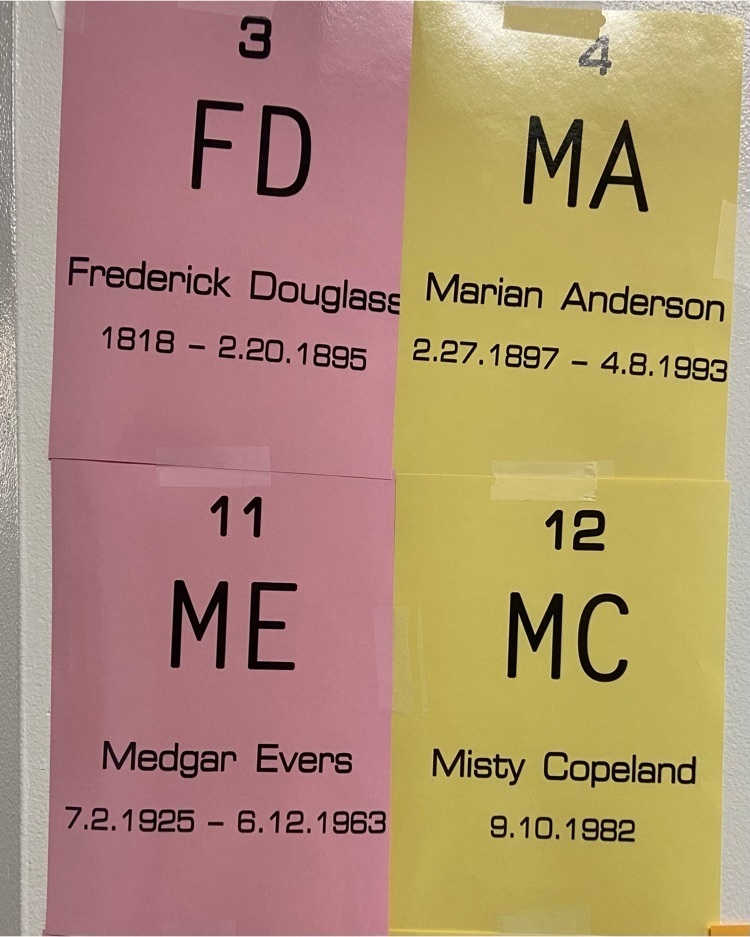 3
FD
Frederick Douglass
1818 – 2.20.1895
4
MA
Marian Anderson
2.27.1897 – 4.8.1993
11
ME
Medgar Evers
7.2.1925 – 6.12.1963
12
MC
Misty Copeland
9.10.1982